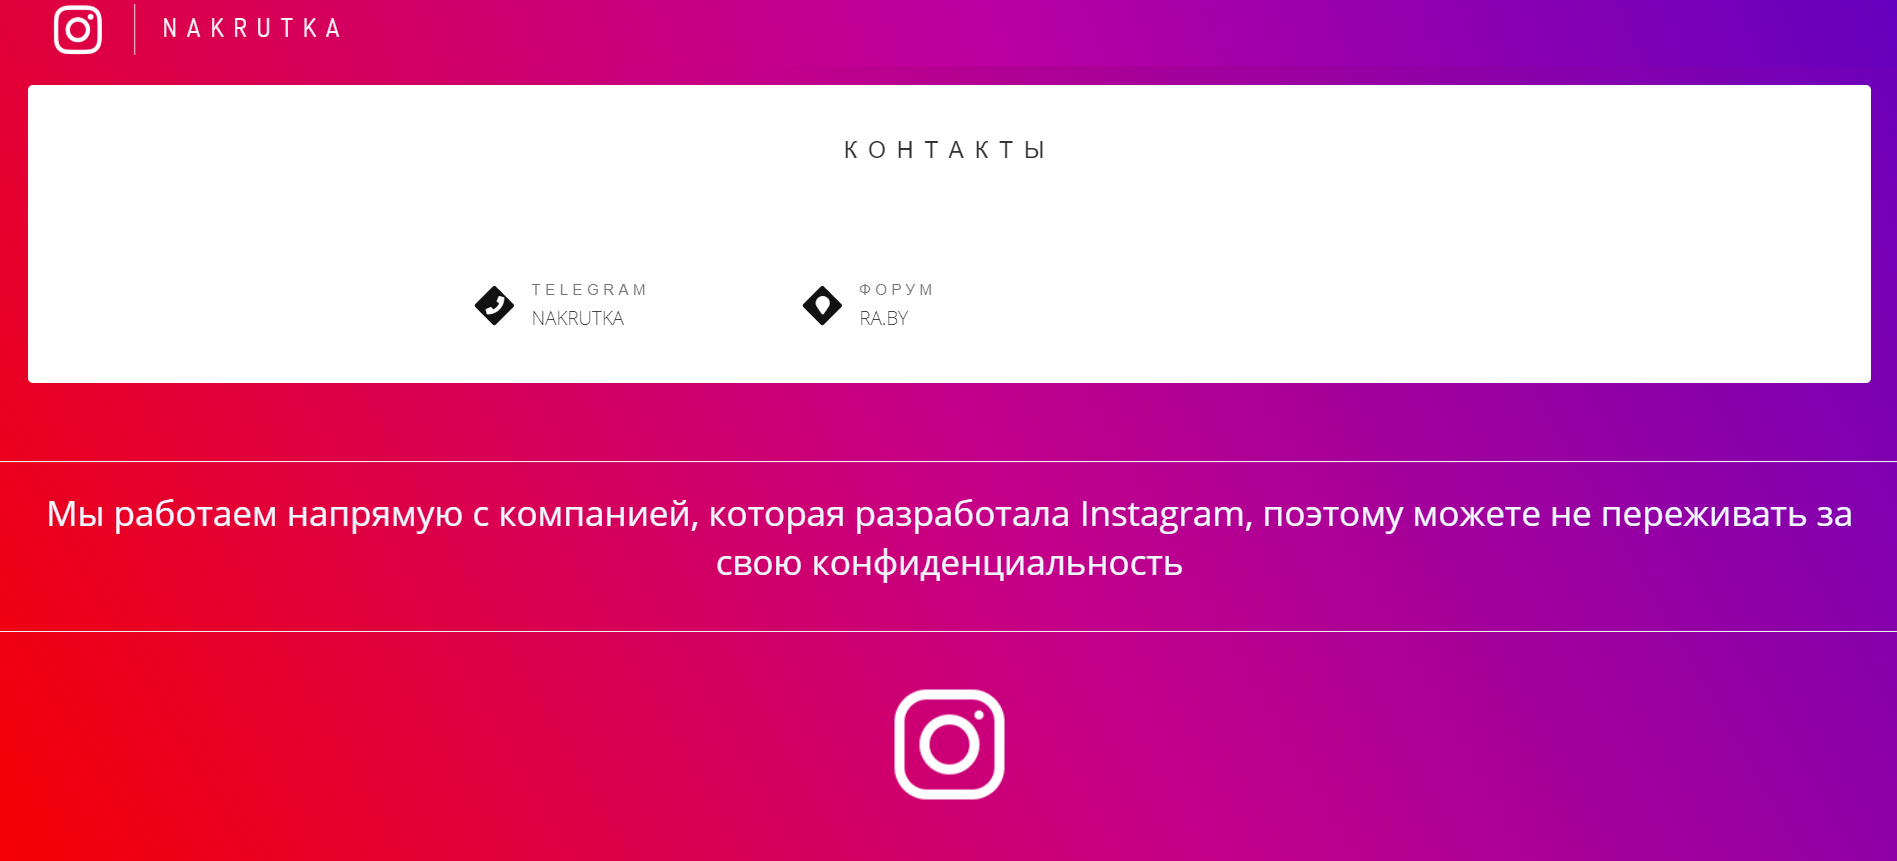 NAKRUTKA
КОНТАКТЫ
TELEGRAM
NAKRUTKA
ФОРУМ
RA.BY
Мы работаем напрямую с компанией, которая разработала Instagram, поэтому можете не переживать за
свою конфиденциальность